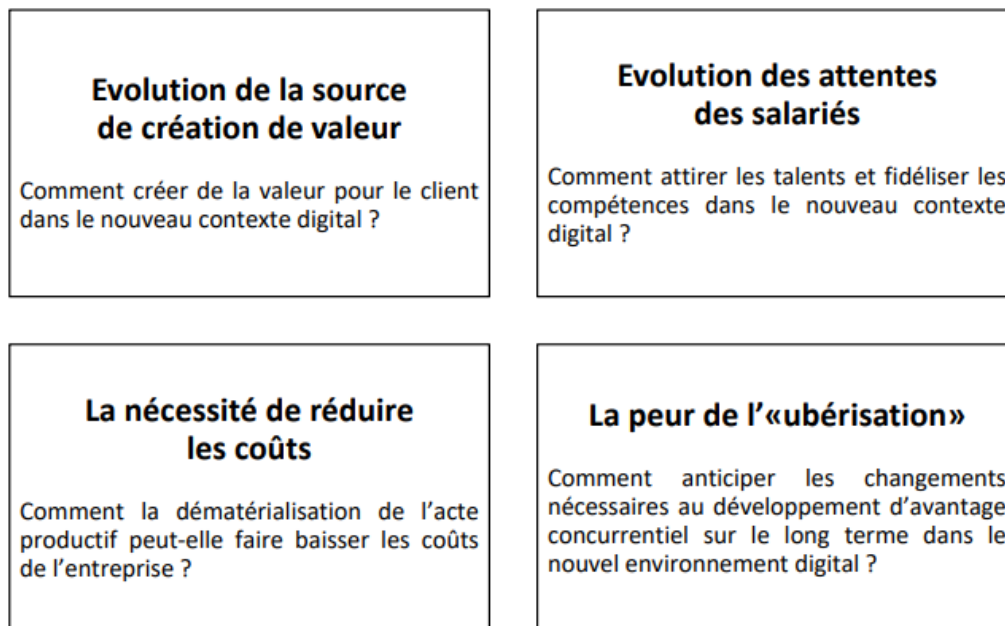 Evolution de la source
de création de valeur
Comment créer de la valeur pour le client
dans le nouveau contexte digital ?
Evolution des attentes
des salariés
Comment attirer les talents et fidéliser les
compétences dans le nouveau contexte
digital ?
La nécessité de réduire
les coûts
Comment la dématérialisation de l'acte
productif peut-elle faire baisser les coûts
de l'entreprise ?
La peur de l'«ubérisation»
Comment anticiper les changements
nécessaires au développement d'avantage
concurrentiel sur le long terme dans le
nouvel environnement digital ?